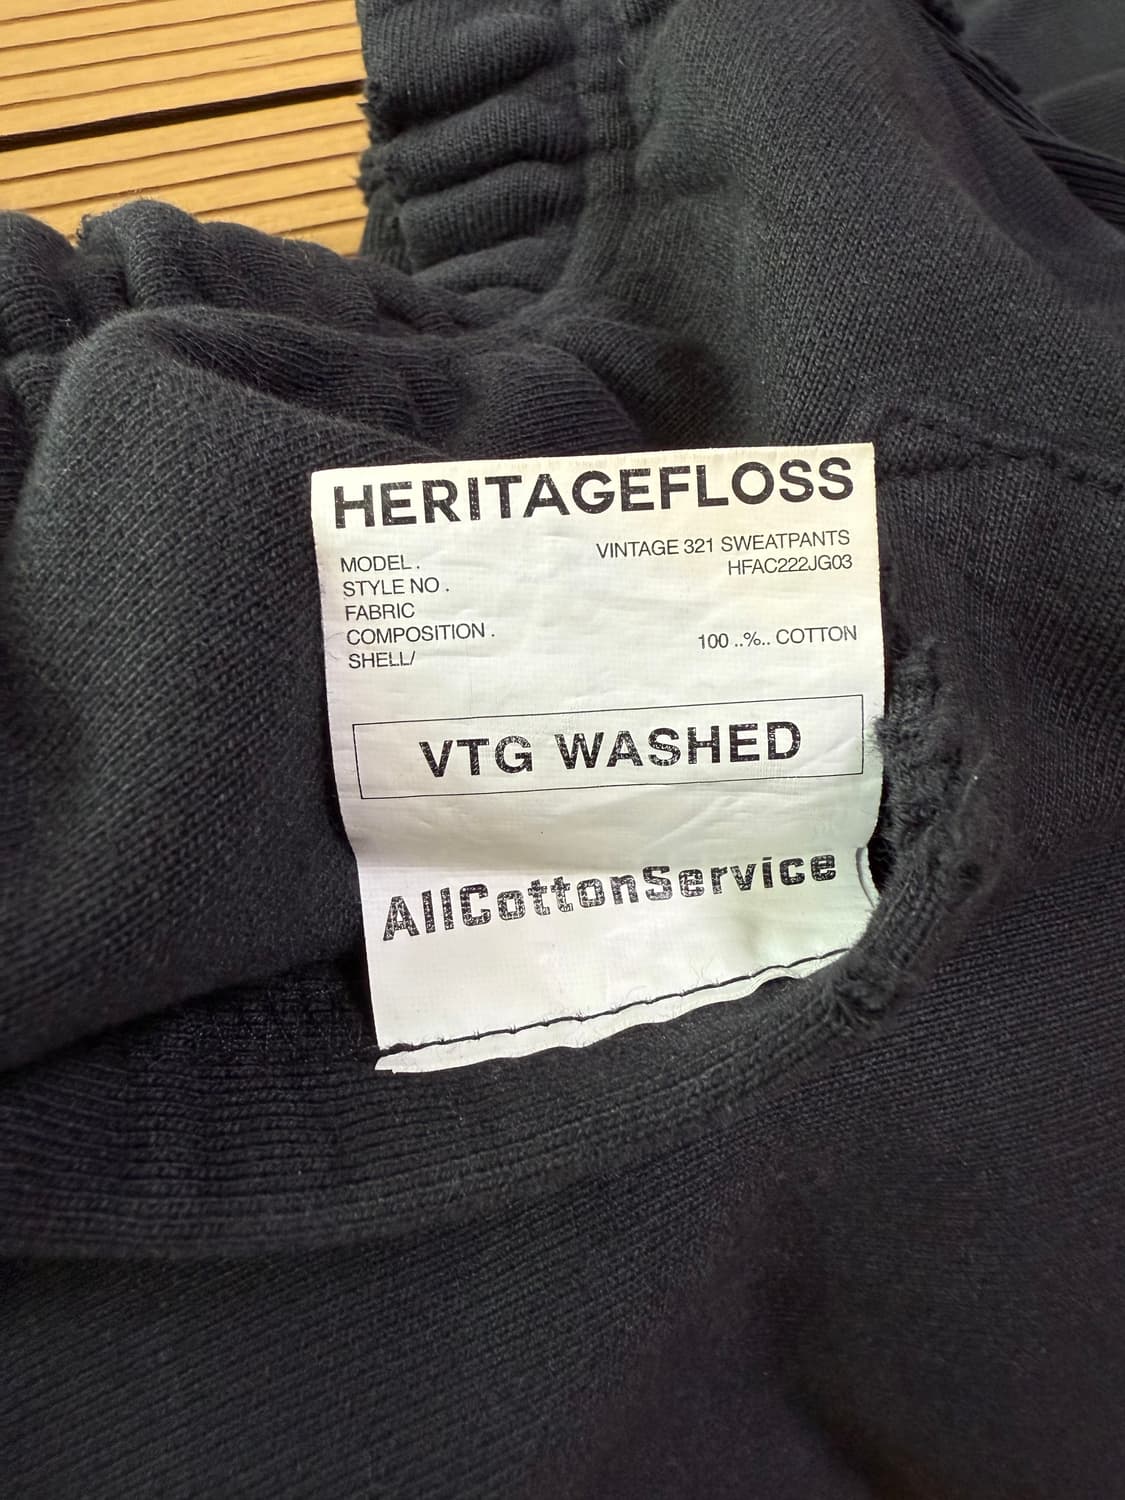 HERITAGEFLOSS
MODEL. VINTAGE 321 SWEATPANTS
STYLE NO. HFAC222JG03
FABRIC
COMPOSITION. 100 ..%.. COTTON
SHELL/
VTG WASHED
AllCottonService